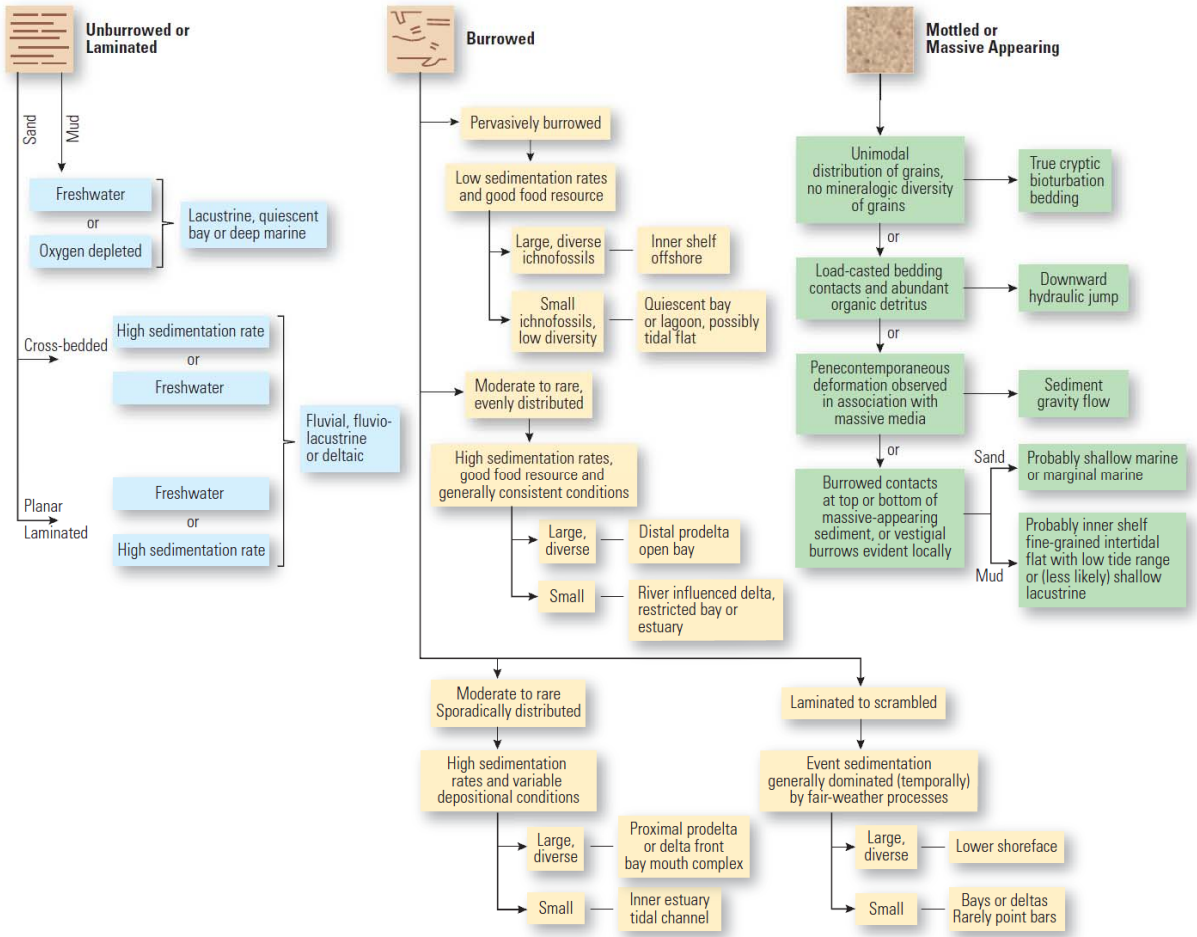 Unburrowed or
Laminated
Sand
Mud
Freshwater
or
Oxygen depleted
Lacustrine, quiescent
bay or deep marine
Cross-bedded
High sedimentation rate
or
Freshwater
Fluvial, fluvio-
lacustrine
or deltaic
Planar
Laminated
Freshwater
or
High sedimentation rate
Burrowed
Pervasively burrowed
Low sedimentation rates
and good food resource
Large, diverse
ichnofossils
Inner shelf
offshore
Small
ichnofossils,
low diversity
Quiescent bay
or lagoon, possibly
tidal flat
Moderate to rare,
evenly distributed
High sedimentation rates,
good food resource and
generally consistent conditions
Large,
diverse
Distal prodelta
open bay
Small
River influenced delta,
restricted bay or
estuary
Moderate to rare
Sporadically distributed
High sedimentation
rates and variable
depositional conditions
Large,
diverse
Proximal prodelta
or delta front
bay mouth complex
Small
Inner estuary
tidal channel
Laminated to scrambled
Event sedimentation
generally dominated (temporally)
by fair-weather processes
Large,
diverse
Lower shoreface
Small
Bays or deltas
Rarely point bars
Mottled or
Massive Appearing
Unimodal
distribution of grains,
no mineralogic diversity
of grains
True cryptic
bioturbation
bedding
or
Load-casted bedding
contacts and abundant
organic detritus
Downward
hydraulic jump
or
Penecontemporaneous
deformation observed
in association with
massive media
Sediment
gravity flow
or
Burrowed contacts
at top or bottom of
massive-appearing
sediment, or vestigial
burrows evident locally
Sand
Probably shallow marine
or marginal marine
Mud
Probably inner shelf
fine-grained intertidal
flat with low tide range
or (less likely) shallow
lacustrine